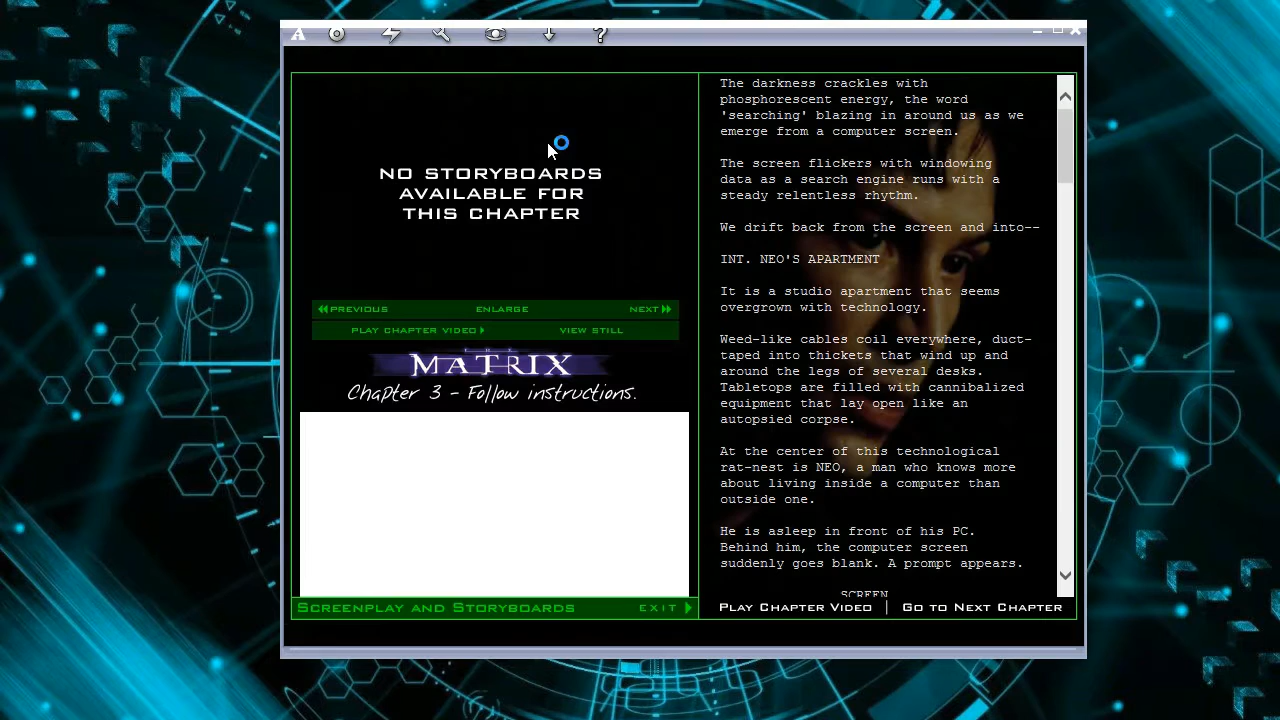 NO STORYBOARDS
AVAILABLE FOR
THIS CHAPTER
PREVIOUS
ENLARGE
NEXT
PLAY CHAPTER VIDEO
VIEW STILL
THE
MATRIX
Chapter 3 - Follow instructions.
SCREENPLAY AND STORYBOARDS
EXIT
The darkness crackles with
phosphorescent energy, the word
'searching' blazing in around us as we
emerge from a computer screen.
The screen flickers with windowing
data as a search engine runs with a
steady relentless rhythm.
We drift back from the screen and into--
INT. NEO'S APARTMENT
It is a studio apartment that seems
overgrown with technology.
Weed-like cables coil everywhere, duct-
taped into thickets that wind up and
around the legs of several desks.
Tabletops are filled with cannibalized
equipment that lay open like an
autopsied corpse.
At the center of this technological
rat-nest is NEO, a man who knows more
about living inside a computer than
outside one.
He is asleep in front of his PC.
Behind him, the computer screen
suddenly goes blank. A prompt appears.
SCREEN
PLAY CHAPTER VIDEO | GO TO NEXT CHAPTER